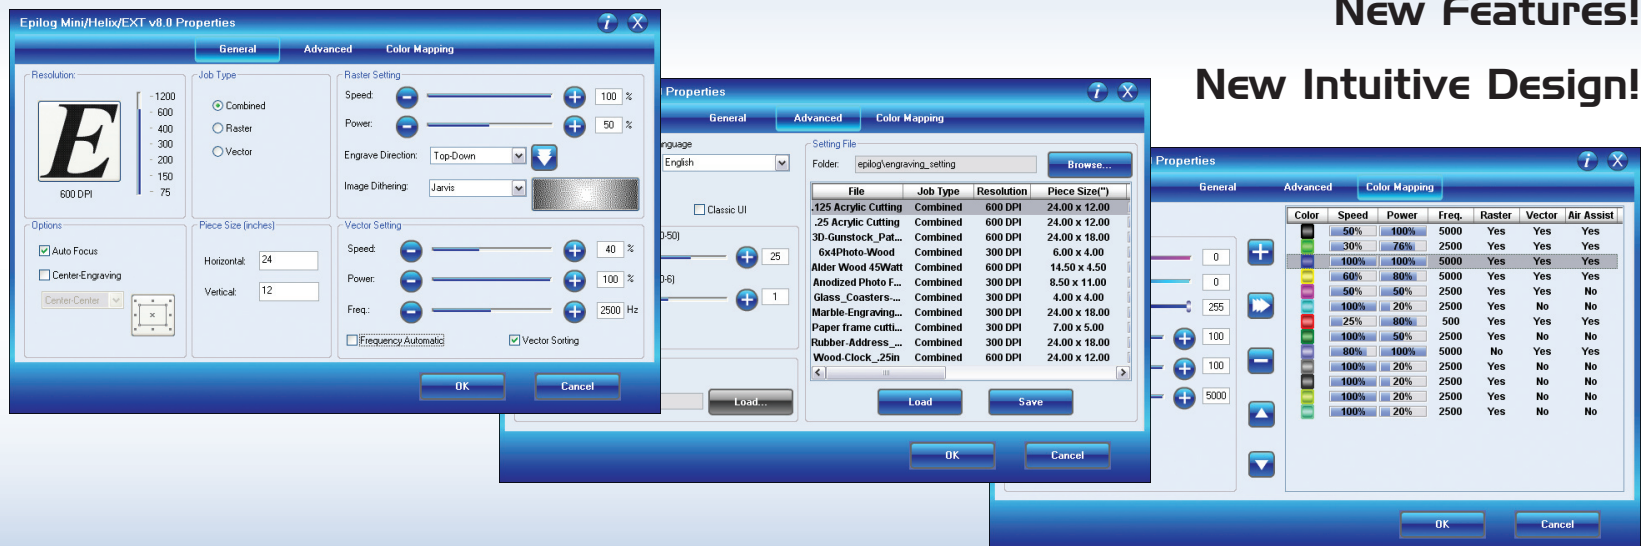 New Features!
New Intuitive Design!
Epilog Mini/Helix/EXT v8.0 Properties
General Advanced Color Mapping
Resolution:
- 1200
- 600
- 400
- 300
- 200
- 150
- 75
E
600 DPI
Job Type
Combined
Raster
Vector
Raster Setting
Speed: 100 %
Power: 50 %
Engrave Direction: Top-Down
Image Dithering: Jarvis
Options
Auto Focus
Center-Engraving
Center-Center
Piece Size (inches)
Horizontal: 24
Vertical: 12
Vector Setting
Speed: 40 %
Power: 100 %
Freq.: 2500 Hz
Frequency Automatic Vector Sorting
OK Cancel
Properties
General Advanced Color Mapping
nguage
English
Classic UI
0-50)
25
0-6)
1
Load...
Setting File
Folder: epilog\engraving_setting Browse...
File Job Type Resolution Piece Size(")
.125 Acrylic Cutting Combined 600 DPI 24.00 x 12.00
.25 Acrylic Cutting Combined 600 DPI 24.00 x 12.00
3D-Gunstock_Pat... Combined 600 DPI 24.00 x 18.00
6x4Photo-Wood Combined 300 DPI 6.00 x 4.00
Alder Wood 45Watt Combined 600 DPI 14.50 x 4.50
Anodized Photo F... Combined 300 DPI 8.50 x 11.00
Glass_Coasters-... Combined 300 DPI 4.00 x 4.00
Marble-Engraving... Combined 300 DPI 24.00 x 18.00
Paper frame cutti... Combined 300 DPI 7.00 x 5.00
Rubber-Address_... Combined 300 DPI 24.00 x 18.00
Wood-Clock_.25in Combined 600 DPI 24.00 x 12.00
Load Save
OK Cancel
Properties
General Advanced Color Mapping
0
0
255
100
100
5000
Color Speed Power Freq. Raster Vector Air Assist
50% 100% 5000 Yes Yes Yes
30% 76% 2500 Yes Yes Yes
100% 100% 5000 Yes Yes Yes
60% 80% 5000 Yes Yes Yes
50% 50% 2500 Yes Yes No
100% 20% 2500 Yes No No
25% 80% 500 Yes Yes Yes
100% 50% 2500 Yes No No
80% 100% 5000 No Yes Yes
100% 20% 2500 Yes No No
100% 20% 2500 Yes No No
100% 20% 2500 Yes No No
100% 20% 2500 Yes No No
OK Cancel